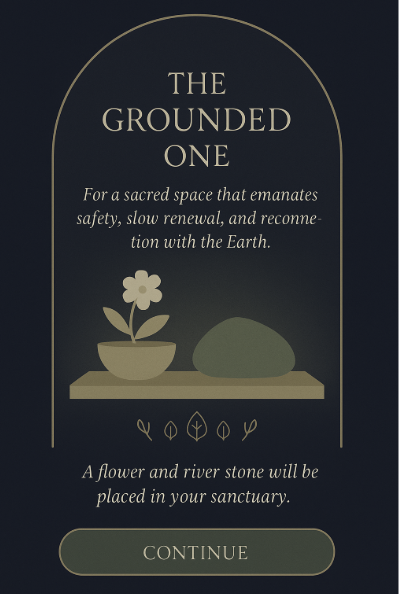 THE
GROUNDED
ONE
For a sacred space that emanates
safety, slow renewal, and reconne-
tion with the Earth.
A flower and river stone will be
placed in your sanctuary.
CONTINUE